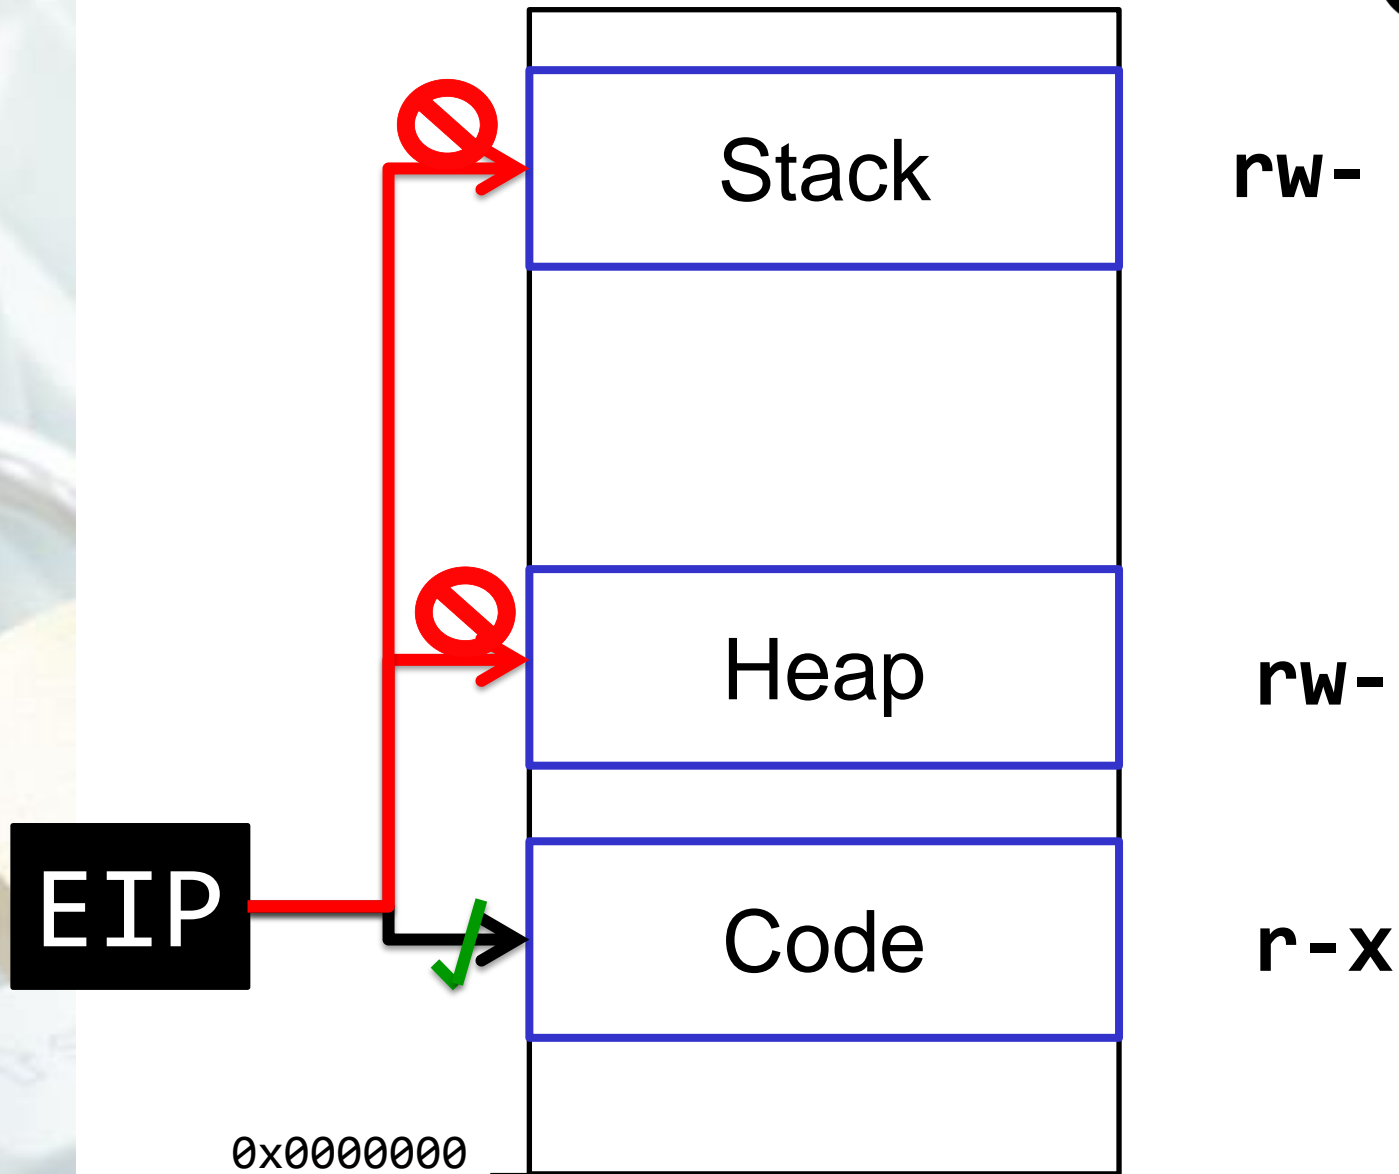 Stack
rw-
Heap
rw-
EIP
Code
r-x
0x0000000